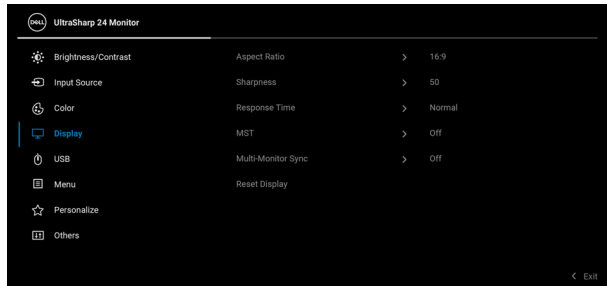 DELL UltraSharp 24 Monitor
Brightness/Contrast Aspect Ratio > 16:9
Input Source Sharpness > 50
Color Response Time > Normal
Display MST > Off
USB Multi-Monitor Sync > Off
Menu Reset Display
Personalize
Others
< Exit